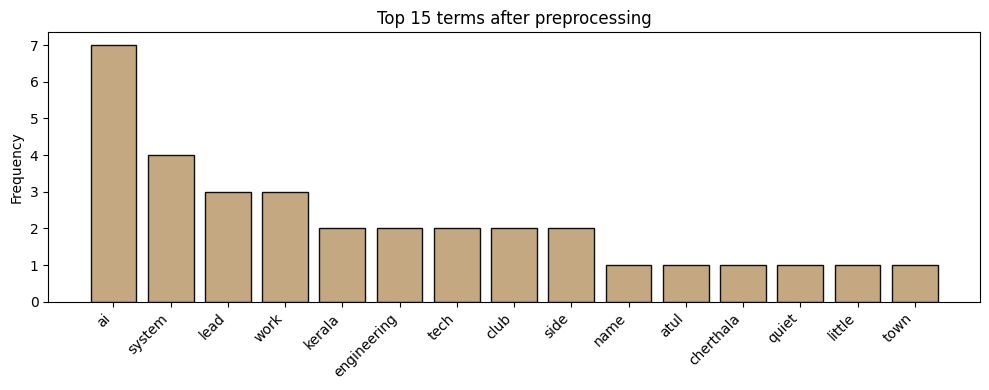 Top 15 terms after preprocessing
Frequency
7
6
5
4
3
2
1
0
ai
system
lead
work
kerala
engineering
tech
club
side
name
atul
cherthala
quiet
little
town